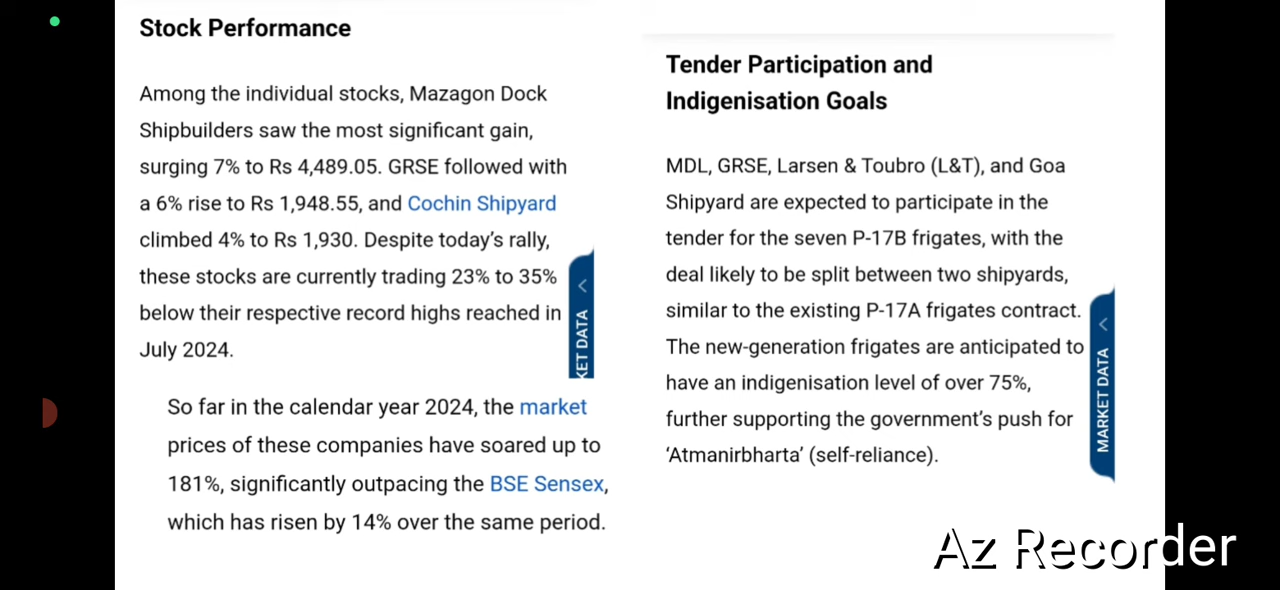 Stock Performance
Among the individual stocks, Mazagon Dock
Shipbuilders saw the most significant gain,
surging 7% to Rs 4,489.05. GRSE followed with
a 6% rise to Rs 1,948.55, and Cochin Shipyard
climbed 4% to Rs 1,930. Despite today’s rally,
these stocks are currently trading 23% to 35%
below their respective record highs reached in
July 2024.
KET DATA
So far in the calendar year 2024, the market
prices of these companies have soared up to
181%, significantly outpacing the BSE Sensex,
which has risen by 14% over the same period.
Tender Participation and
Indigenisation Goals
MDL, GRSE, Larsen & Toubro (L&T), and Goa
Shipyard are expected to participate in the
tender for the seven P-17B frigates, with the
deal likely to be split between two shipyards,
similar to the existing P-17A frigates contract.
The new-generation frigates are anticipated to
have an indigenisation level of over 75%,
further supporting the government’s push for
‘Atmanirbharta’ (self-reliance).
MARKET DATA
Az Recorder